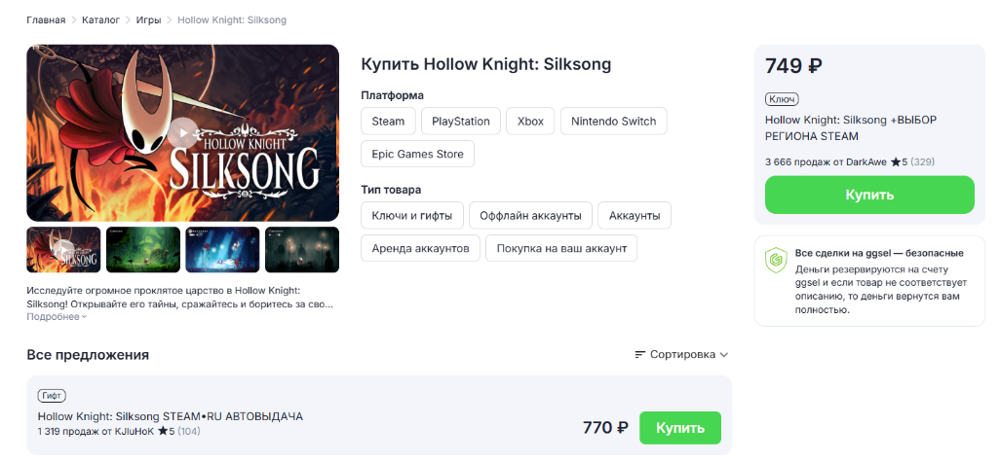 Главная > Каталог > Игры > Hollow Knight: Silksong
HOLLOW KNIGHT
SILKSONG
SILKSONG
Исследуйте огромное проклятое царство в Hollow Knight:
Silksong! Открывайте его тайны, сражайтесь и боритесь за сво...
Подробнее
Купить Hollow Knight: Silksong
Платформа
Steam
PlayStation
Xbox
Nintendo Switch
Epic Games Store
Тип товара
Ключи и гифты
Оффлайн аккаунты
Аккаунты
Аренда аккаунтов
Покупка на ваш аккаунт
749 ₽
Ключ
Hollow Knight: Silksong +ВЫБОР
РЕГИОНА STEAM
3 666 продаж от DarkAwe ★5 (329)
Купить
Все сделки на ggsel — безопасные
Деньги резервируются на счету
ggsel и если товар не соответствует
описанию, то деньги вернутся вам
полностью.
Все предложения
Сортировка
Гифт
Hollow Knight: Silksong STEAM•RU АВТОВЫДАЧА
1 319 продаж от KJluHoK ★5 (104)
770 ₽
Купить